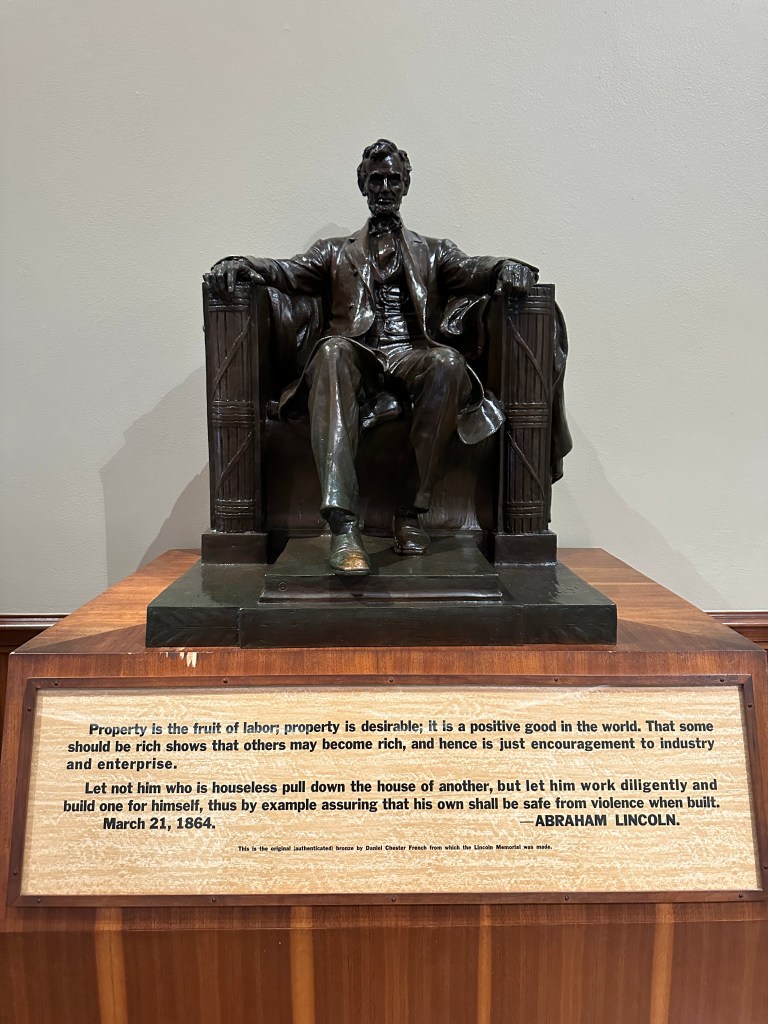 Property is the fruit of labor; property is desirable; it is a positive good in the world. That some
should be rich shows that others may become rich, and hence is just encouragement to industry
and enterprise.
Let not him who is houseless pull down the house of another, but let him work diligently and
build one for himself, thus by example assuring that his own shall be safe from violence when built.
March 21, 1864. —ABRAHAM LINCOLN.
This is the original (authenticated) bronze by Daniel Chester French from which the Lincoln Memorial was made.